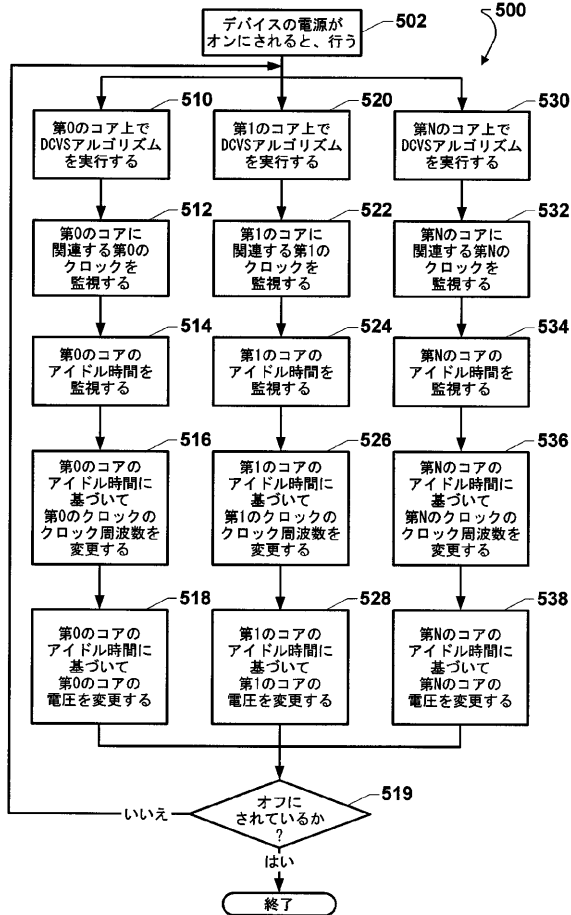 デバイスの電源が
オンにされると、行う
502
500
510
第0のコア上で
DCVSアルゴリズム
を実行する
520
第1のコア上で
DCVSアルゴリズム
を実行する
530
第Nのコア上で
DCVSアルゴリズム
を実行する
512
第0のコアに
関連する第0の
クロックを
監視する
522
第1のコアに
関連する第1の
クロックを
監視する
532
第Nのコアに
関連する第Nの
クロックを
監視する
514
第0のコアの
アイドル時間を
監視する
524
第1のコアの
アイドル時間を
監視する
534
第Nのコアの
アイドル時間を
監視する
516
第0のコアの
アイドル時間に
基づいて
第0のクロックの
クロック周波数を
変更する
526
第1のコアの
アイドル時間に
基づいて
第1のクロックの
クロック周波数を
変更する
536
第Nのコアの
アイドル時間に
基づいて
第Nのクロックの
クロック周波数を
変更する
518
第0のコアの
アイドル時間に
基づいて
第0のコアの
電圧を変更する
528
第1のコアの
アイドル時間に
基づいて
第1のコアの
電圧を変更する
538
第Nのコアの
アイドル時間に
基づいて
第Nのコアの
電圧を変更する
519
オフに
されているか
?
いいえ
はい
終了